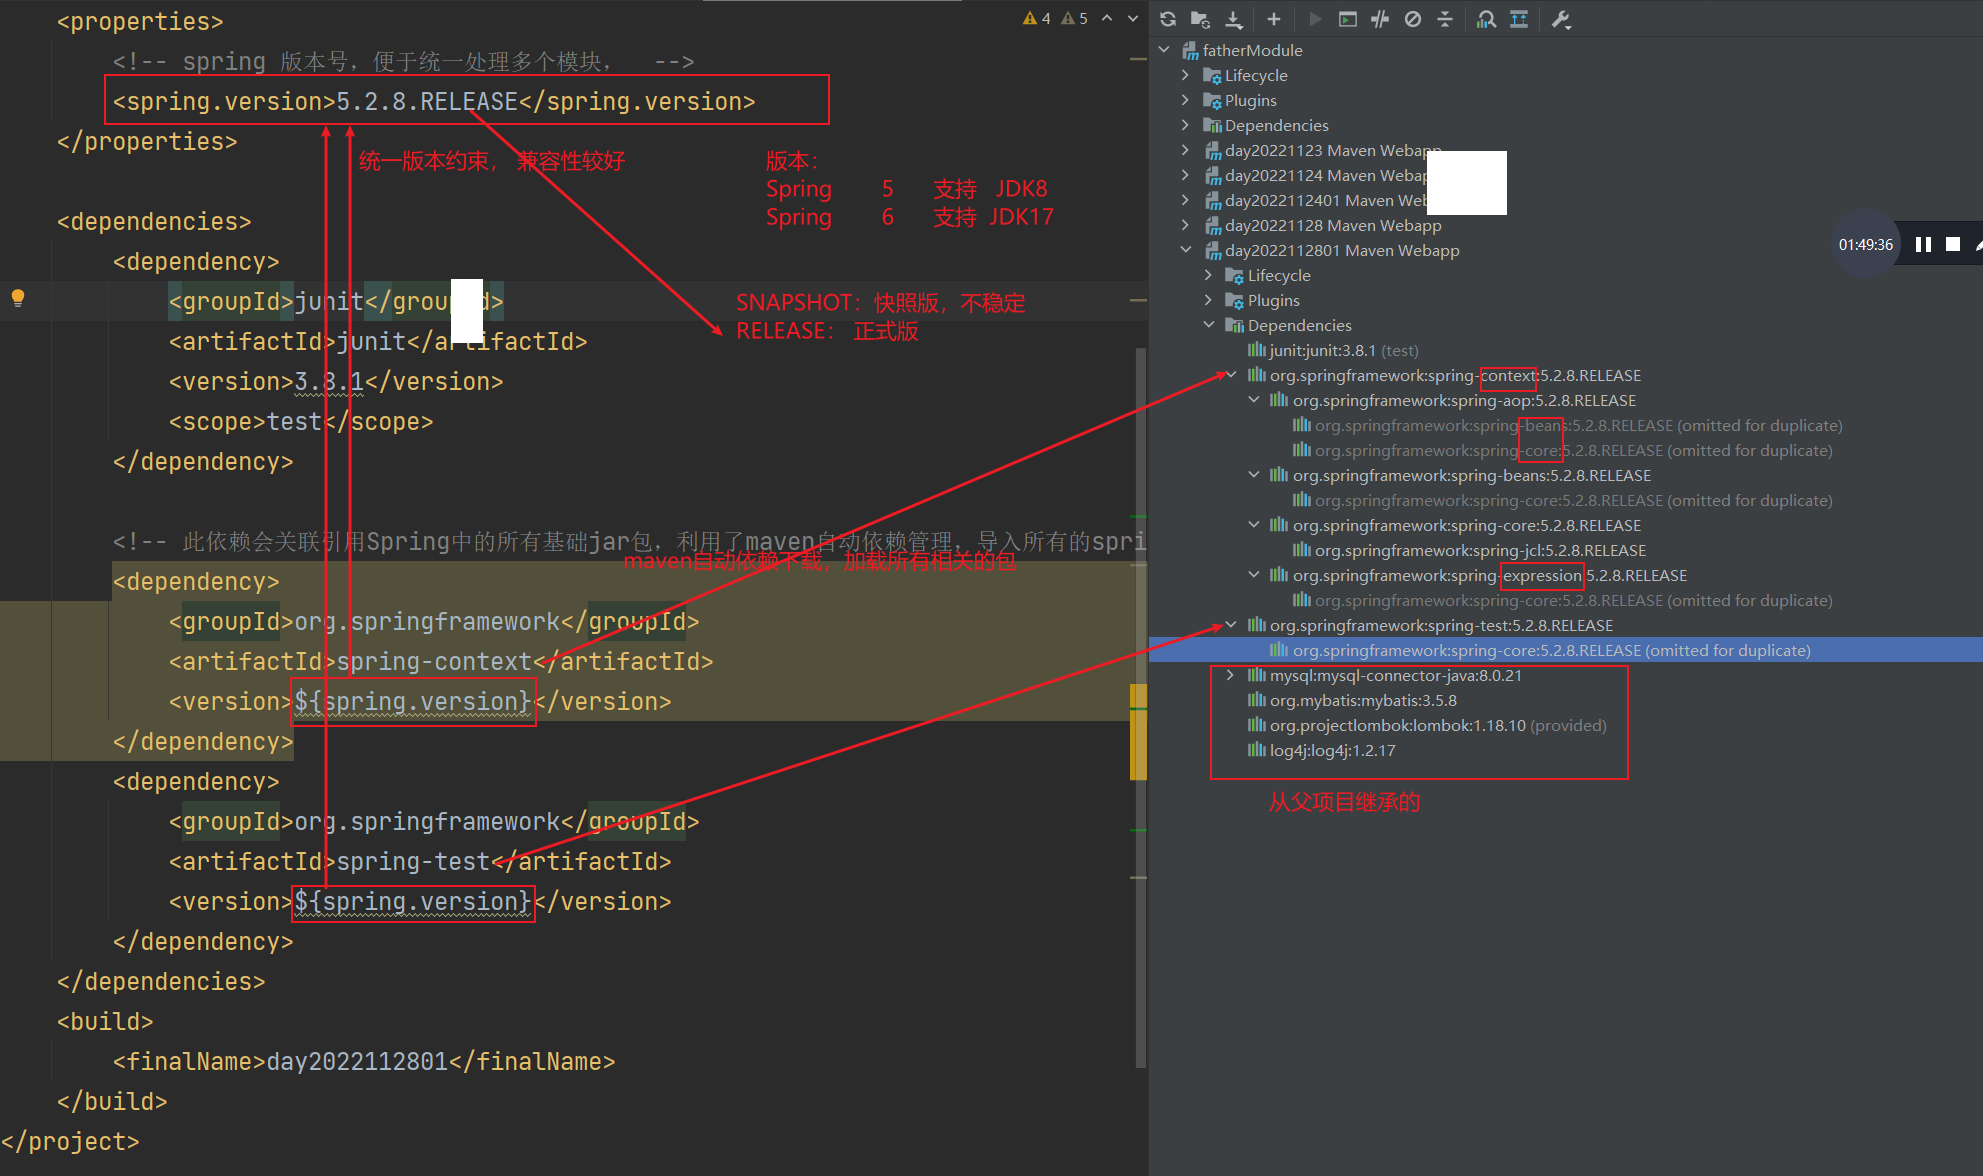 <properties>
<!-- spring 版本号，便于统一处理多个模块，  -->
<spring.version>5.2.8.RELEASE</spring.version>
</properties>
统一版本约束，  兼容性较好
版本：
Spring 5 支持 JDK8
Spring 6 支持 JDK17
<dependencies>
<dependency>
<groupId>junit</groupId>
SNAPSHOT：快照版，不稳定
RELEASE： 正式版
<artifactId>junit</artifactId>
<version>3.8.1</version>
<scope>test</scope>
</dependency>
<!-- 此依赖会关联引用Spring中的所有基础jar包，利用了maven自动依赖管理，导入所有的spri
maven自动依赖下载，加载所有相关的包
<dependency>
<groupId>org.springframework</groupId>
<artifactId>spring-context</artifactId>
<version>${spring.version}</version>
</dependency>
<dependency>
<groupId>org.springframework</groupId>
<artifactId>spring-test</artifactId>
<version>${spring.version}</version>
</dependency>
</dependencies>
<build>
<finalName>day2022112801</finalName>
</build>
</project>
4 5
fatherModule
Lifecycle
Plugins
Dependencies
day20221123 Maven Webapp
day20221124 Maven Webap
day2022112401 Maven Web
day20221128 Maven Webapp
day2022112801 Maven Webapp
Lifecycle
Plugins
Dependencies
junit:junit:3.8.1 (test)
org.springframework:spring-context:5.2.8.RELEASE
org.springframework:spring-aop:5.2.8.RELEASE
org.springframework:spring-beans:5.2.8.RELEASE (omitted for duplicate)
org.springframework:spring-core:5.2.8.RELEASE (omitted for duplicate)
org.springframework:spring-beans:5.2.8.RELEASE
org.springframework:spring-core:5.2.8.RELEASE (omitted for duplicate)
org.springframework:spring-core:5.2.8.RELEASE
org.springframework:spring-jcl:5.2.8.RELEASE
org.springframework:spring-expression:5.2.8.RELEASE
org.springframework:spring-core:5.2.8.RELEASE (omitted for duplicate)
org.springframework:spring-test:5.2.8.RELEASE
org.springframework:spring-core:5.2.8.RELEASE (omitted for duplicate)
mysql:mysql-connector-java:8.0.21
org.mybatis:mybatis:3.5.8
org.projectlombok:lombok:1.18.10 (provided)
log4j:log4j:1.2.17
从父项目继承的
01:49:36